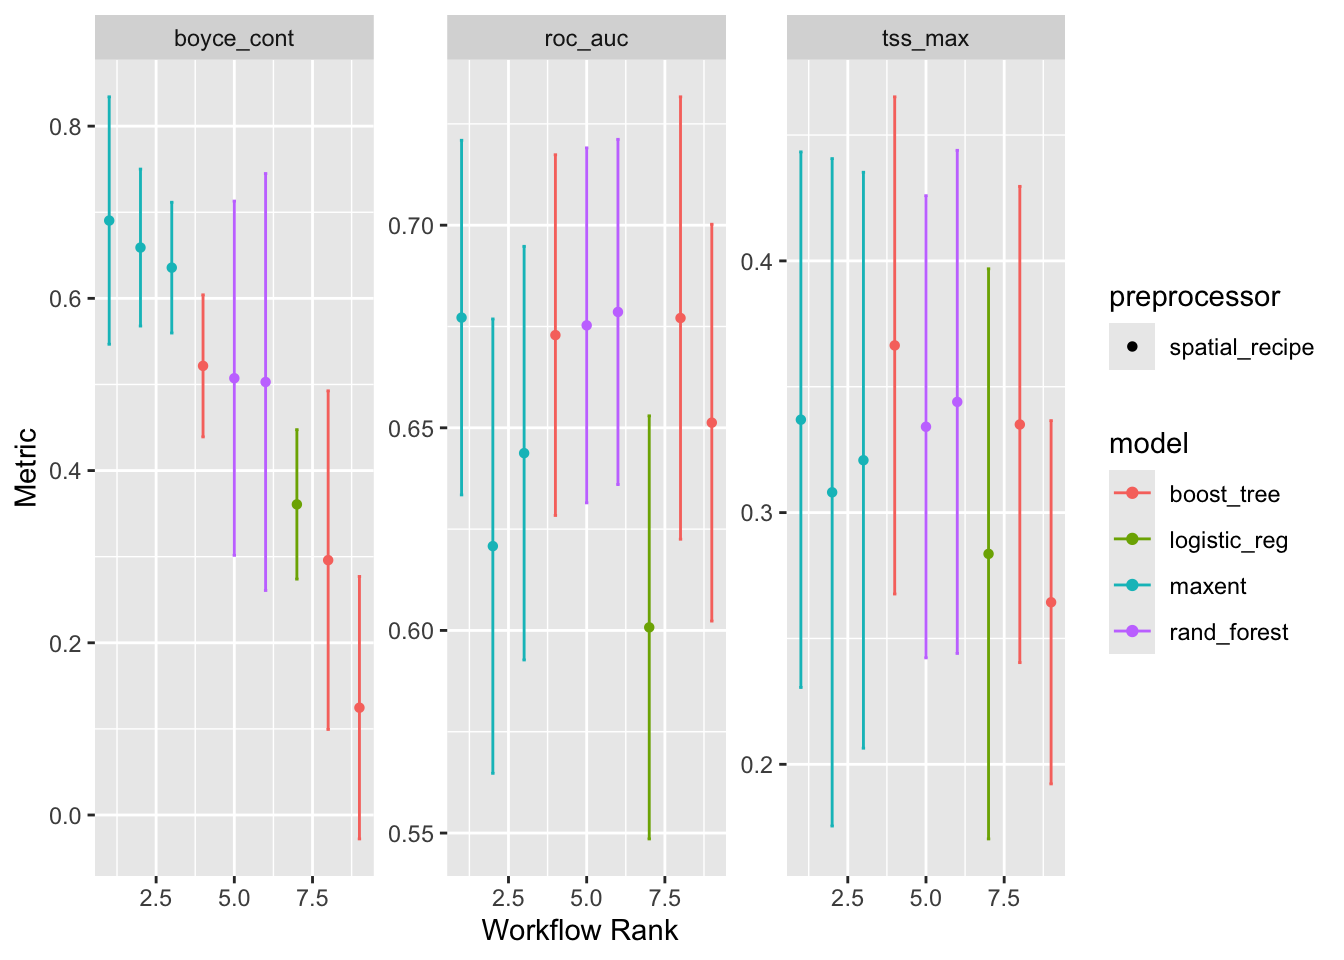 boyce_cont
roc_auc
tss_max
Metric
0.8
0.6
0.4
0.2
0.0
0.70
0.65
0.60
0.55
0.4
0.3
0.2
2.5 5.0 7.5
2.5 5.0 7.5
2.5 5.0 7.5
Workflow Rank
preprocessor
spatial_recipe
model
boost_tree
logistic_reg
maxent
rand_forest